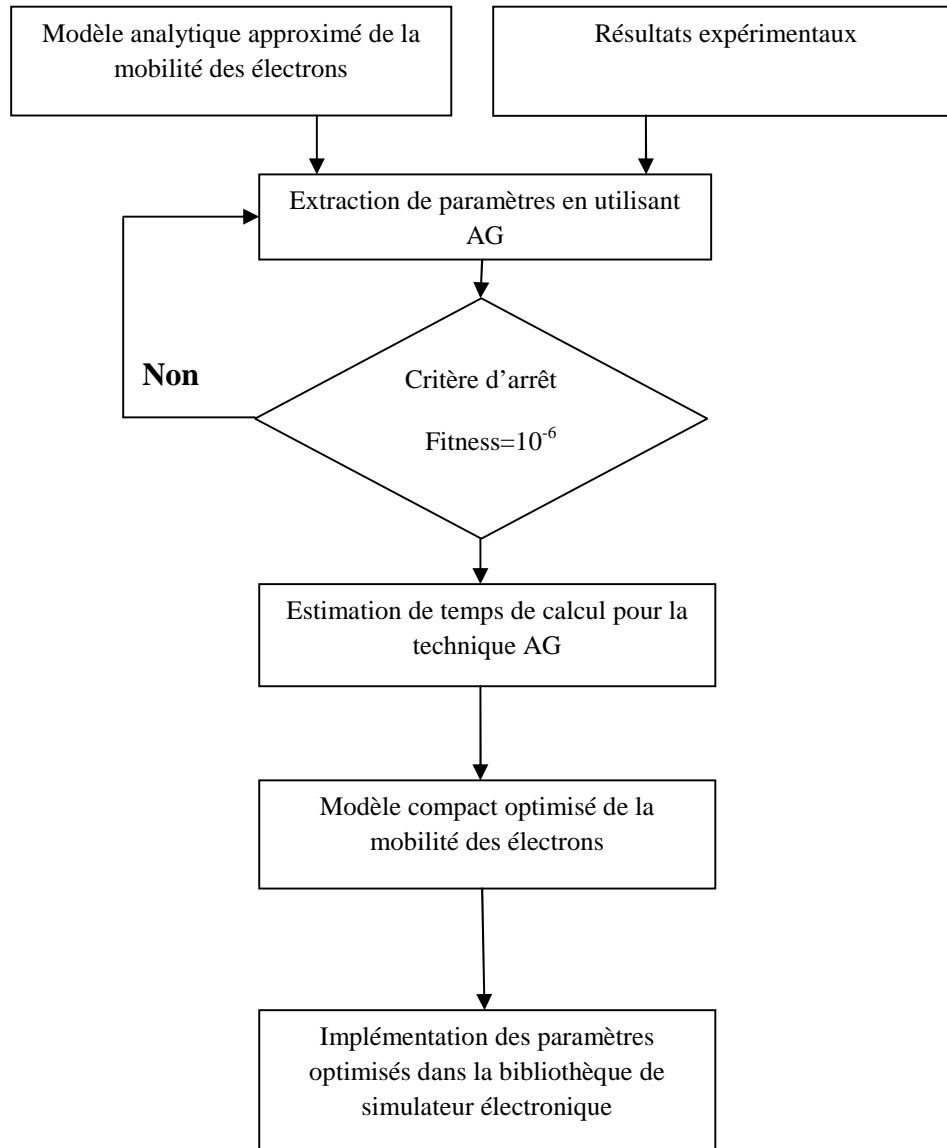 Modèle analytique approximé de la
mobilité des électrons
Résultats expérimentaux
Extraction de paramètres en utilisant
AG
Non
Critère d'arrêt
Fitness=10⁻⁶
Estimation de temps de calcul pour la
technique AG
Modèle compact optimisé de la
mobilité des électrons
Implémentation des paramètres
optimisés dans la bibliothèque de
simulateur électronique